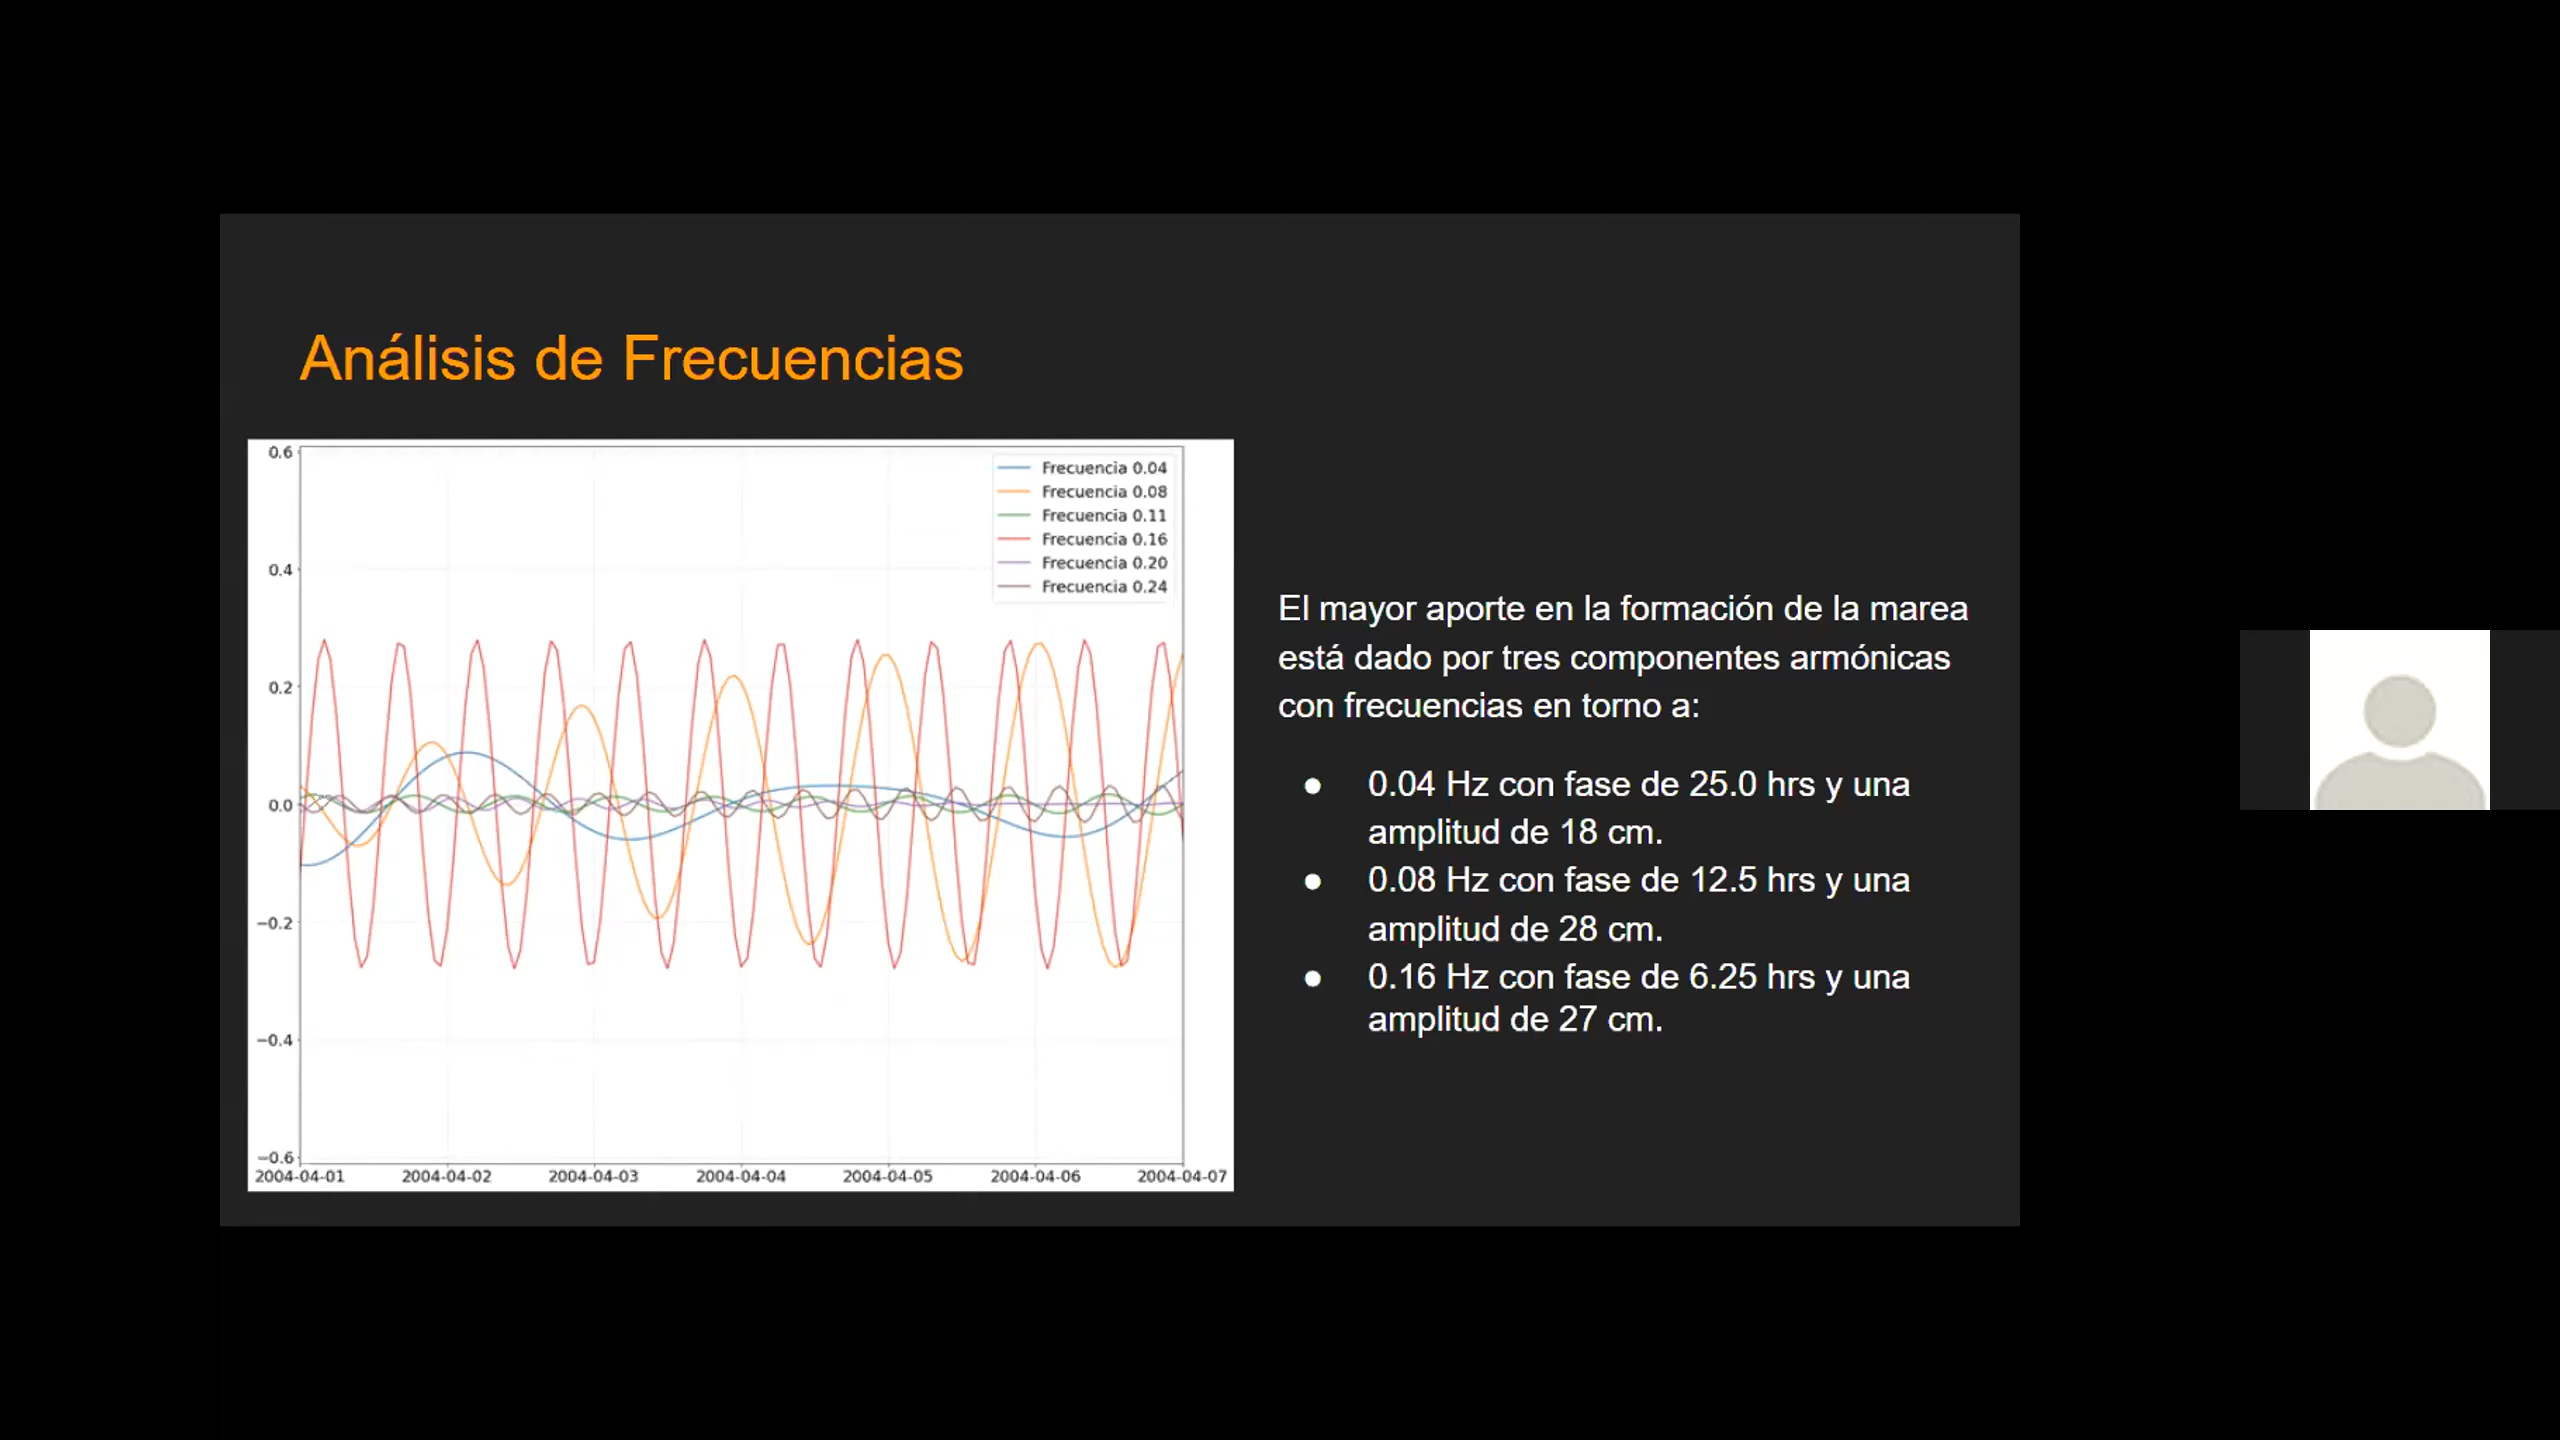 Análisis de Frecuencias
0.6
0.4
0.2
0.0
−0.2
−0.4
−0.6
Frecuencia 0.04
Frecuencia 0.08
Frecuencia 0.11
Frecuencia 0.16
Frecuencia 0.20
Frecuencia 0.24
2004-04-01 2004-04-02 2004-04-03 2004-04-04 2004-04-05 2004-04-06 2004-04-07
El mayor aporte en la formación de la marea
está dado por tres componentes armónicas
con frecuencias en torno a:
● 0.04 Hz con fase de 25.0 hrs y una
amplitud de 18 cm.
● 0.08 Hz con fase de 12.5 hrs y una
amplitud de 28 cm.
● 0.16 Hz con fase de 6.25 hrs y una
amplitud de 27 cm.